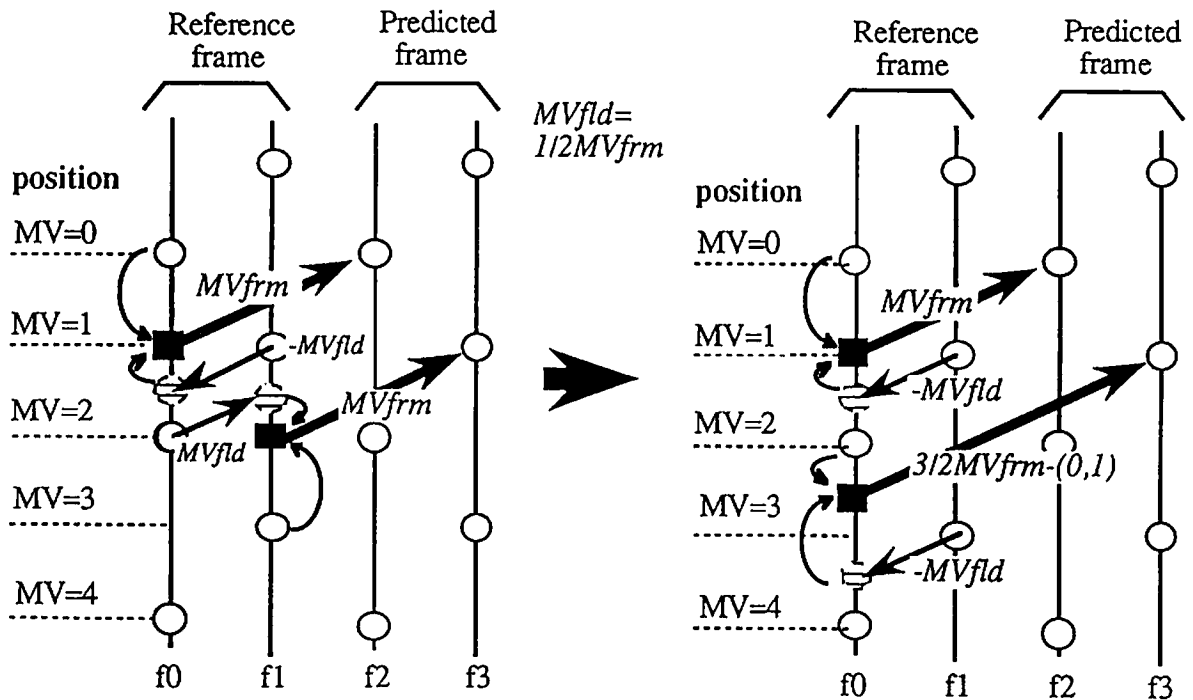 Reference
frame
Predicted
frame
MVfld=
1/2MVfrm
position
MV=0
MVfrm
MV=1
-MVfld
MVfrm
MV=2
MVfld
MV=3
MV=4
f0 f1 f2 f3
Reference
frame
Predicted
frame
position
MV=0
MVfrm
MV=1
-MVfld
MV=2
3/2MVfrm-(0,1)
MV=3
-MVfld
MV=4
f0 f1 f2 f3